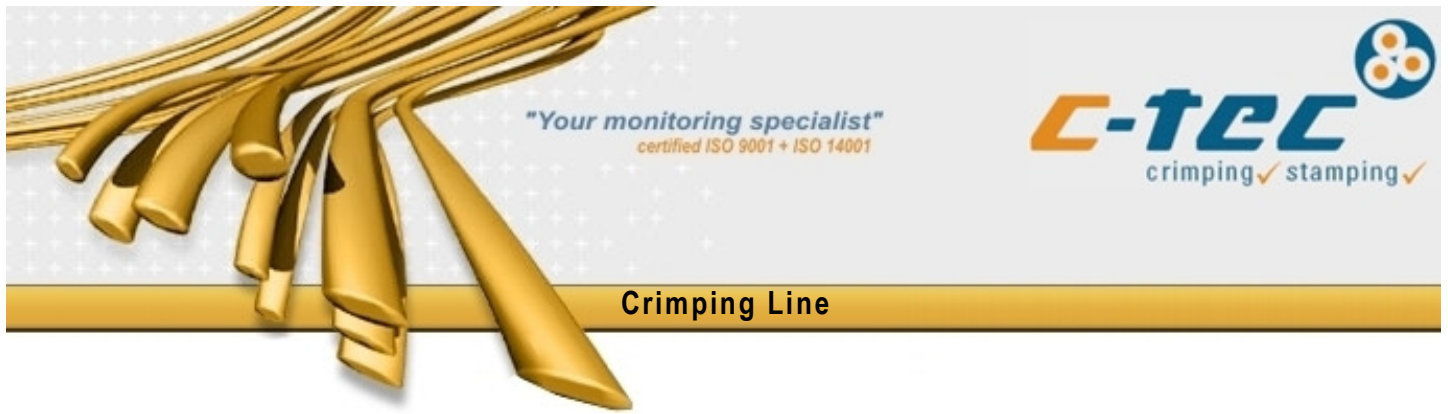 "Your monitoring specialist"
certified ISO 9001 + ISO 14001
c-tec
crimping✓ stamping✓
Crimping Line